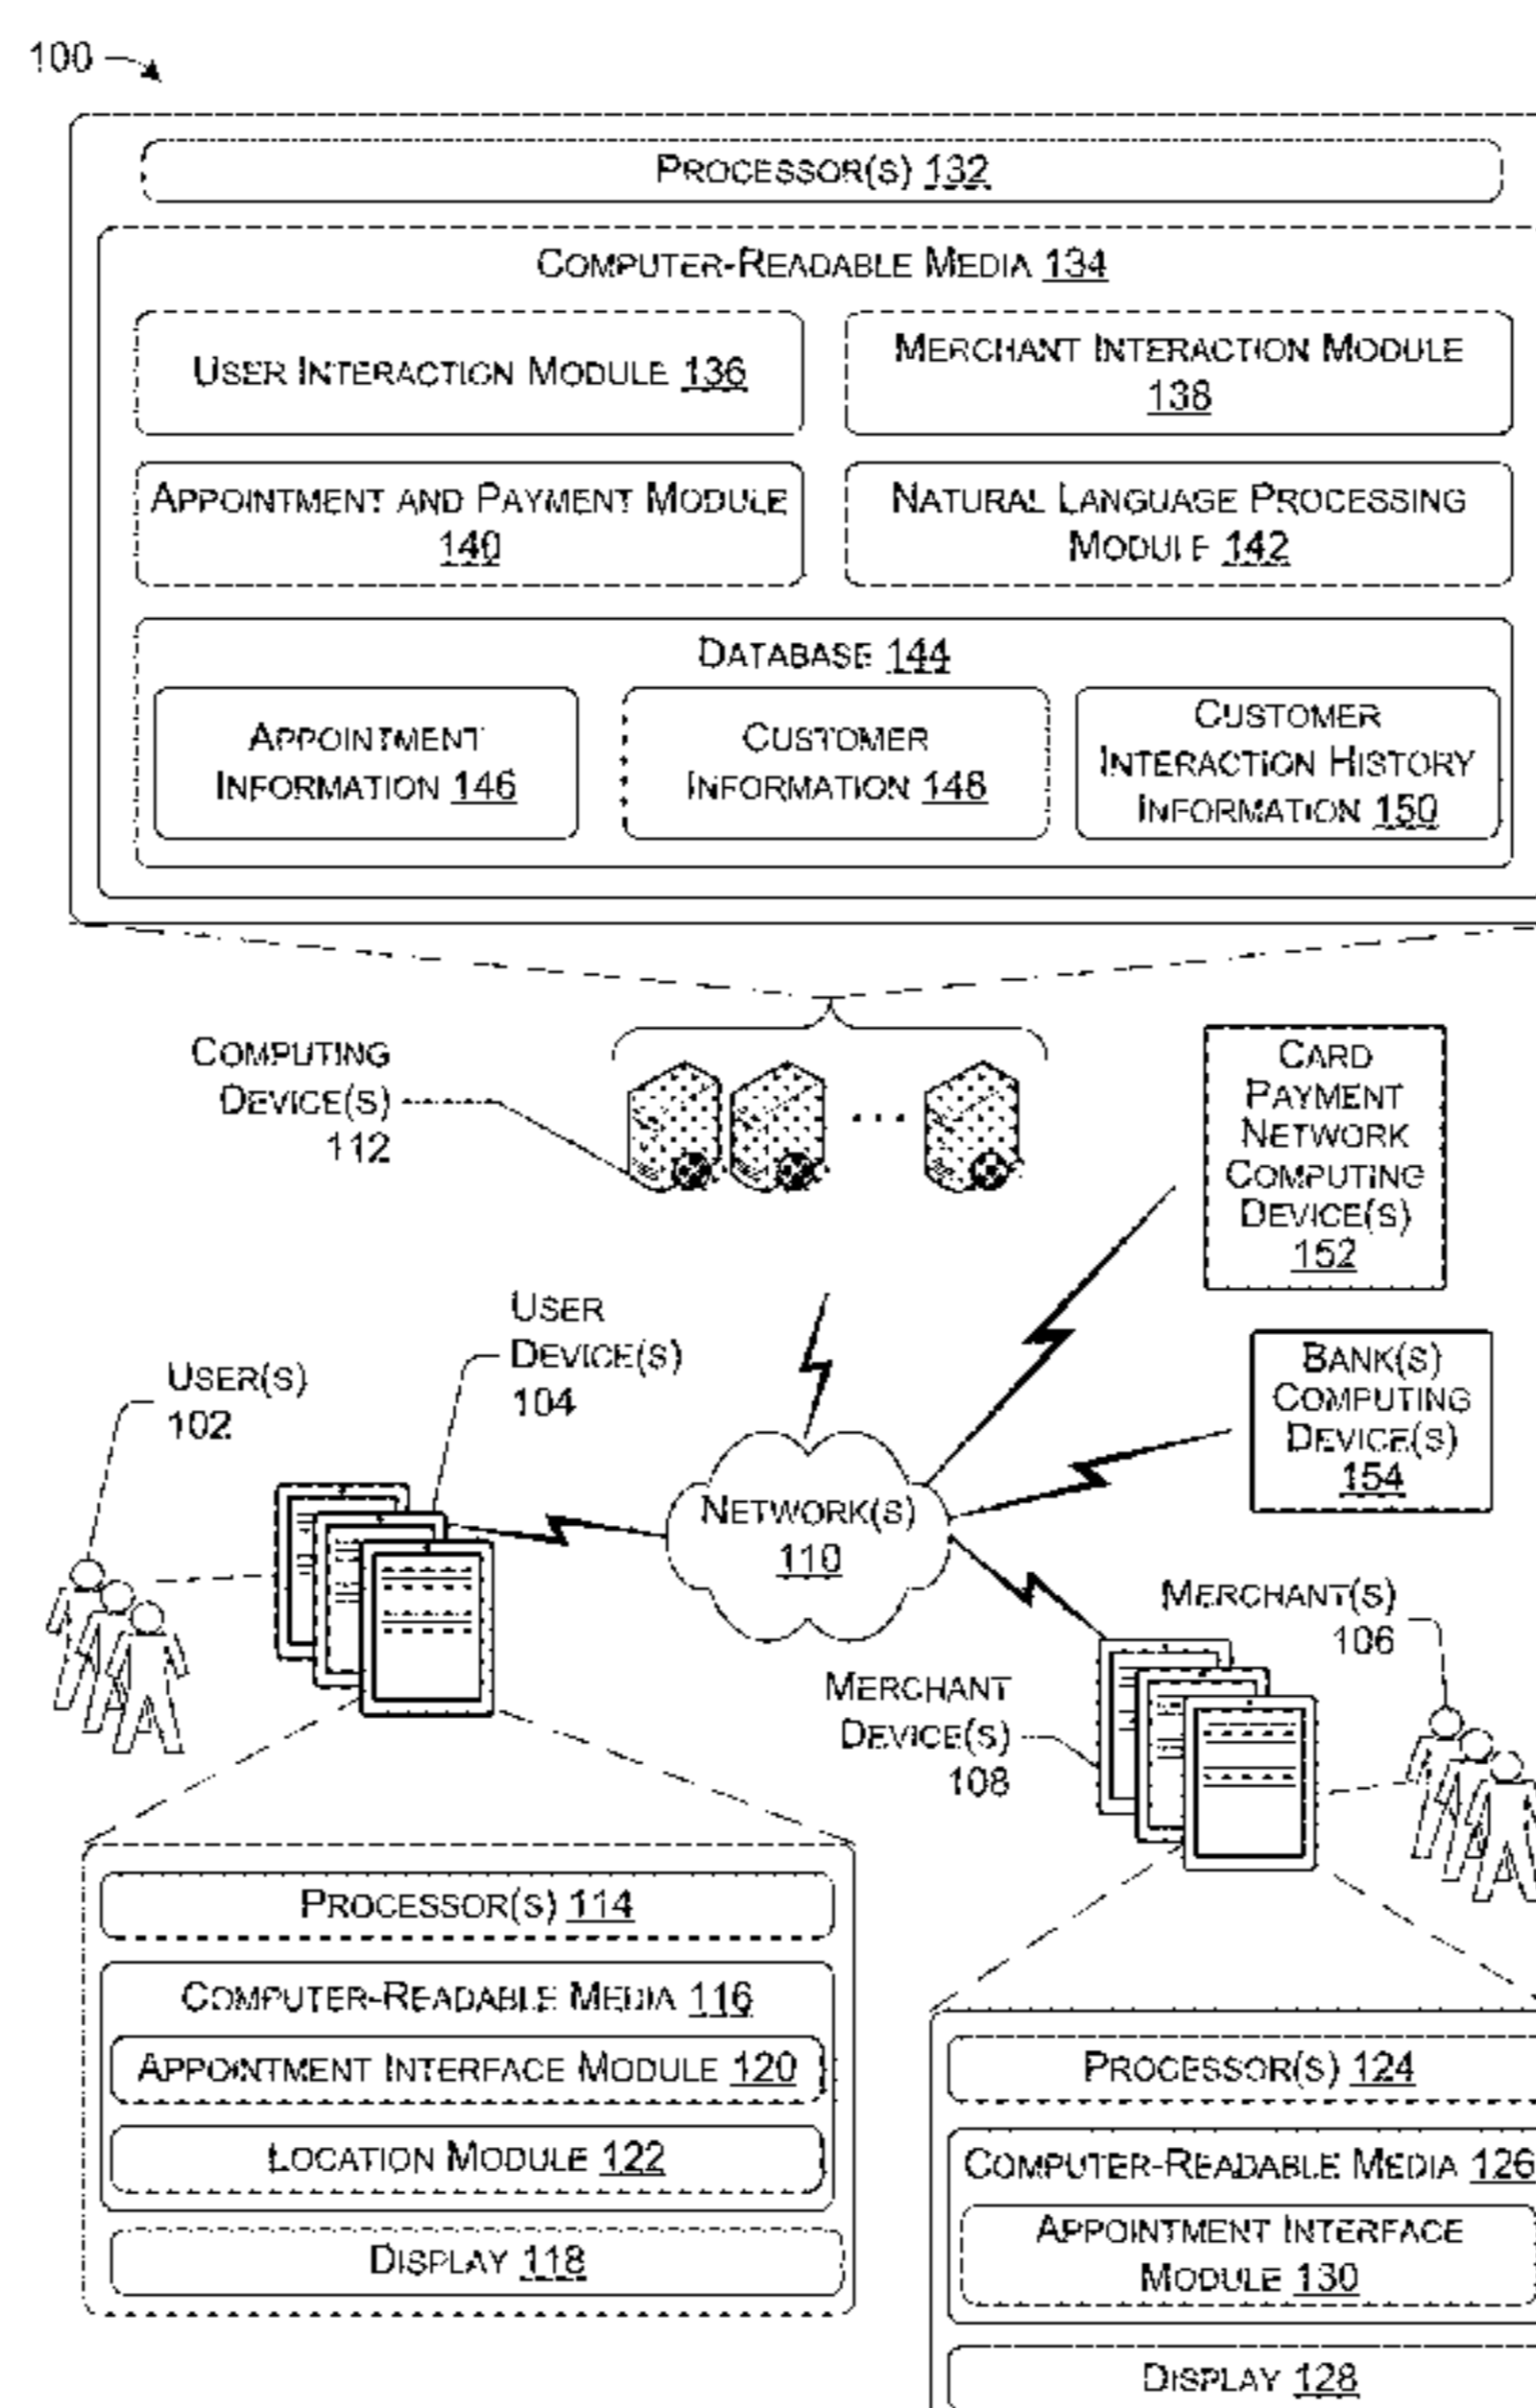 100
PROCESSOR(S) 132
COMPUTER-READABLE MEDIA 134
USER INTERACTION MODULE 136
MERCHANT INTERACTION MODULE
138
APPOINTMENT AND PAYMENT MODULE
140
NATURAL LANGUAGE PROCESSING
MODULE 142
DATABASE 144
APPOINTMENT
INFORMATION 146
CUSTOMER
INFORMATION 148
CUSTOMER
INTERACTION HISTORY
INFORMATION 150
COMPUTING
DEVICE(S)
112
CARD
PAYMENT
NETWORK
COMPUTING
DEVICE(S)
152
USER
DEVICE(S)
104
USER(S)
102
BANK(S)
COMPUTING
DEVICE(S)
154
NETWORK(S)
110
MERCHANT(S)
106
MERCHANT
DEVICE(S)
108
PROCESSOR(S) 114
COMPUTER-READABLE MEDIA 116
APPOINTMENT INTERFACE MODULE 120
LOCATION MODULE 122
DISPLAY 118
PROCESSOR(S) 124
COMPUTER-READABLE MEDIA 126
APPOINTMENT INTERFACE
MODULE 130
DISPLAY 128